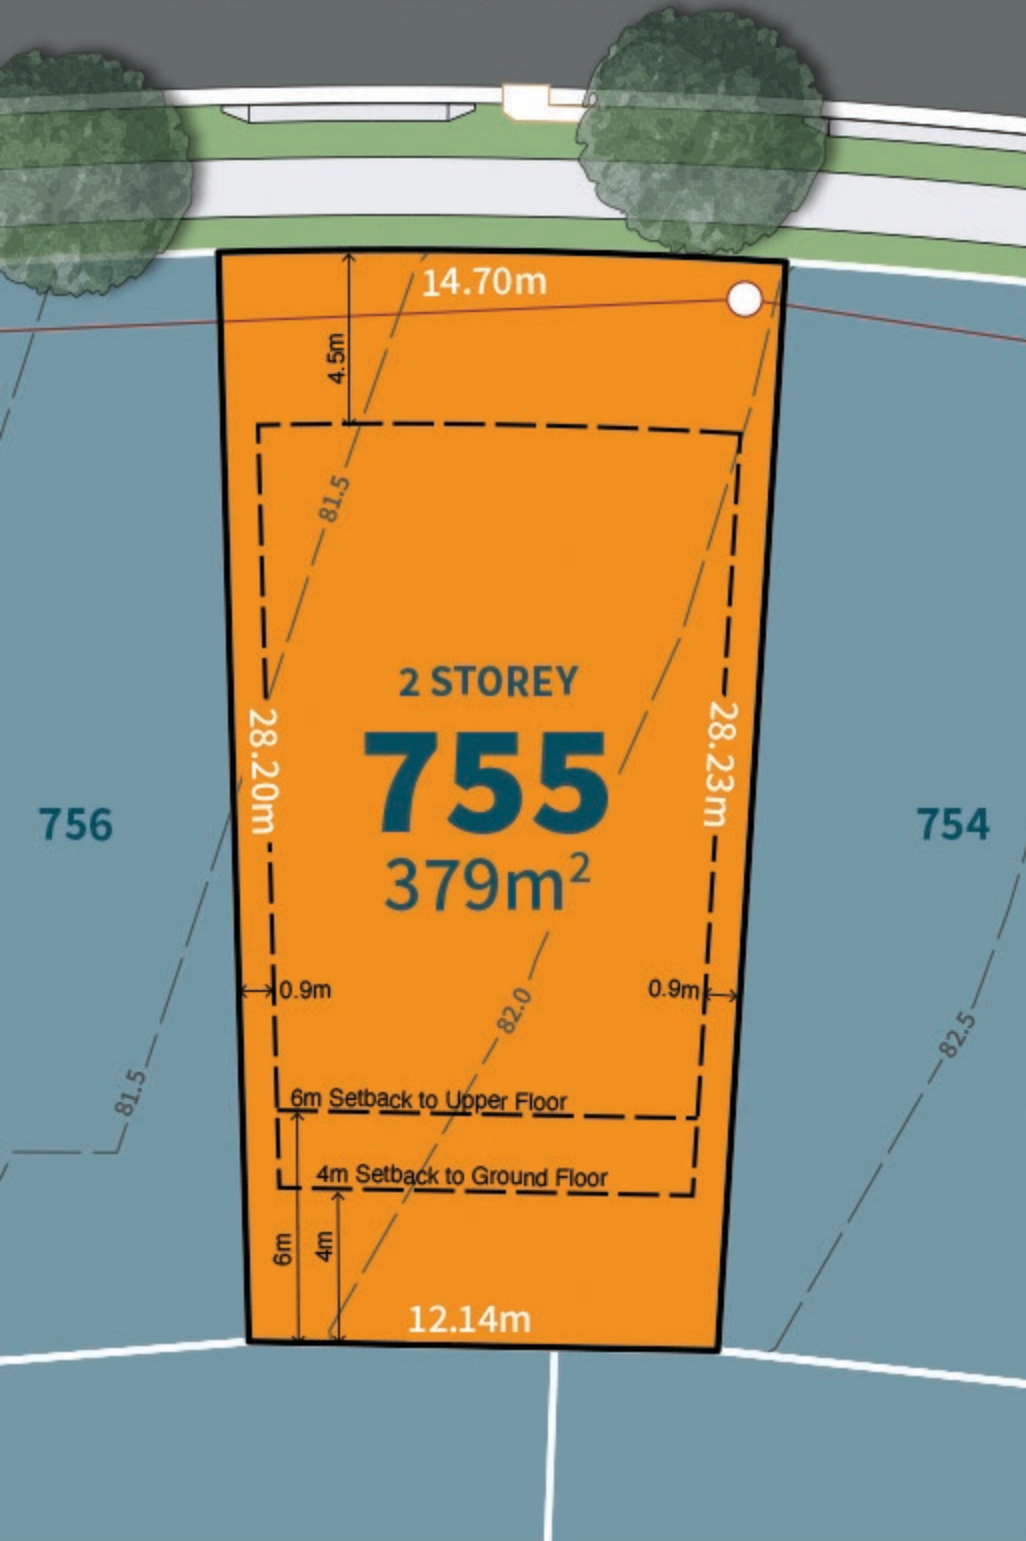 14.70m
4.5m
81.5
2 STOREY
755
379m²
28.20m
28.23m
756
754
0.9m
0.9m
82.0
82.5
81.5
6m Setback to Upper Floor
4m Setback to Ground Floor
6m
4m
12.14m